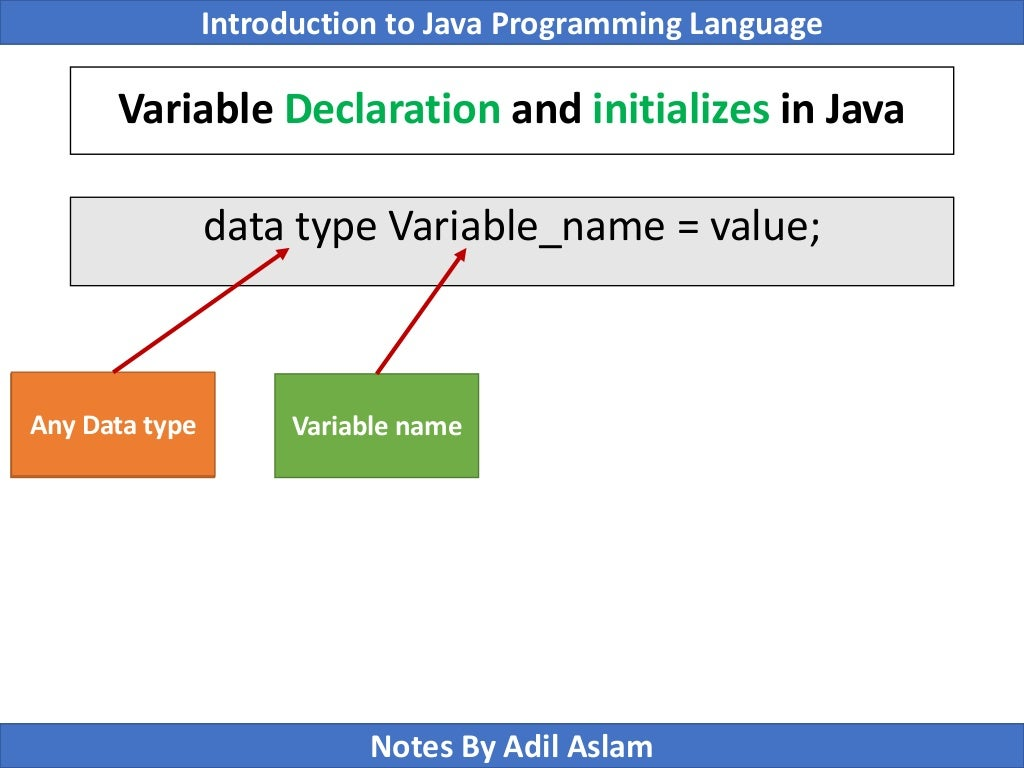 Introduction to Java Programming Language
Variable Declaration and initializes in Java
data type Variable_name = value;
Any Data type
Variable name
Notes By Adil Aslam